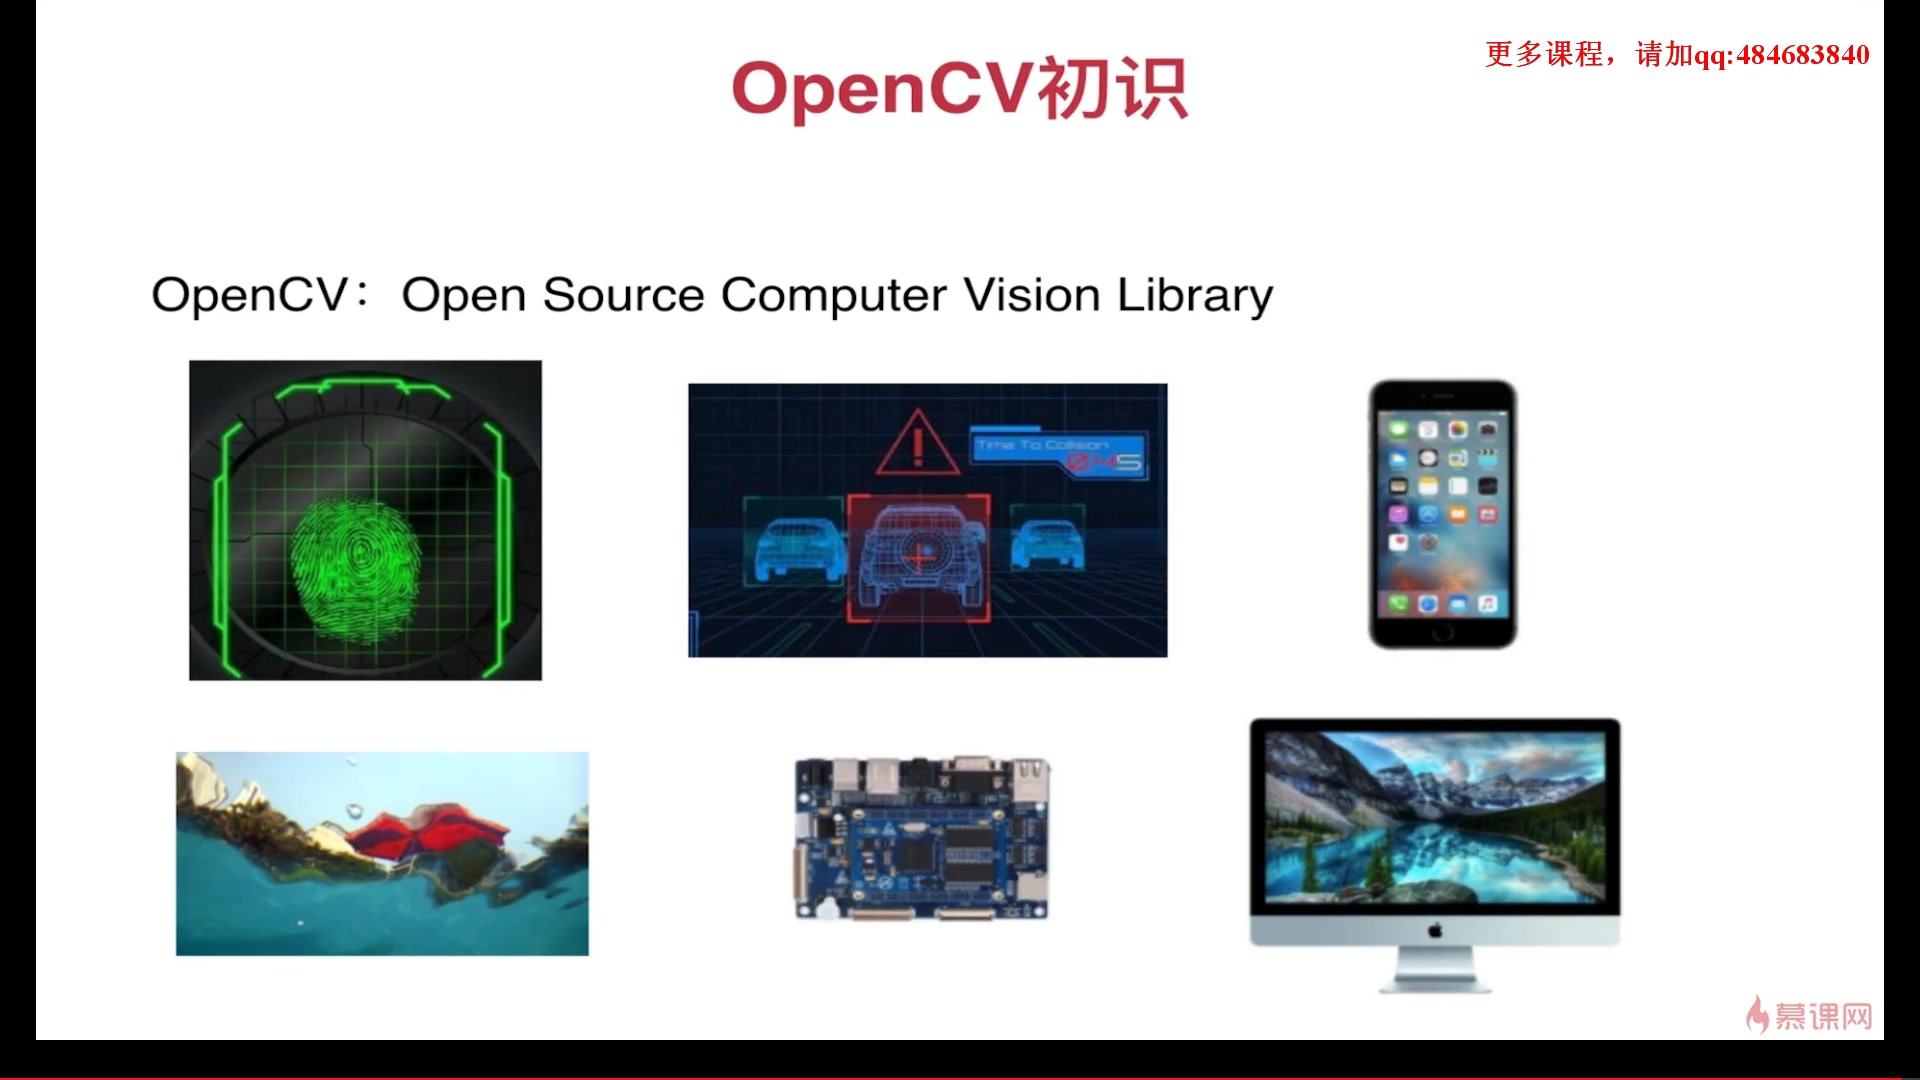 更多课程，请加qq:484683840
OpenCV初识
OpenCV：Open Source Computer Vision Library
Time To Collision
慕课网